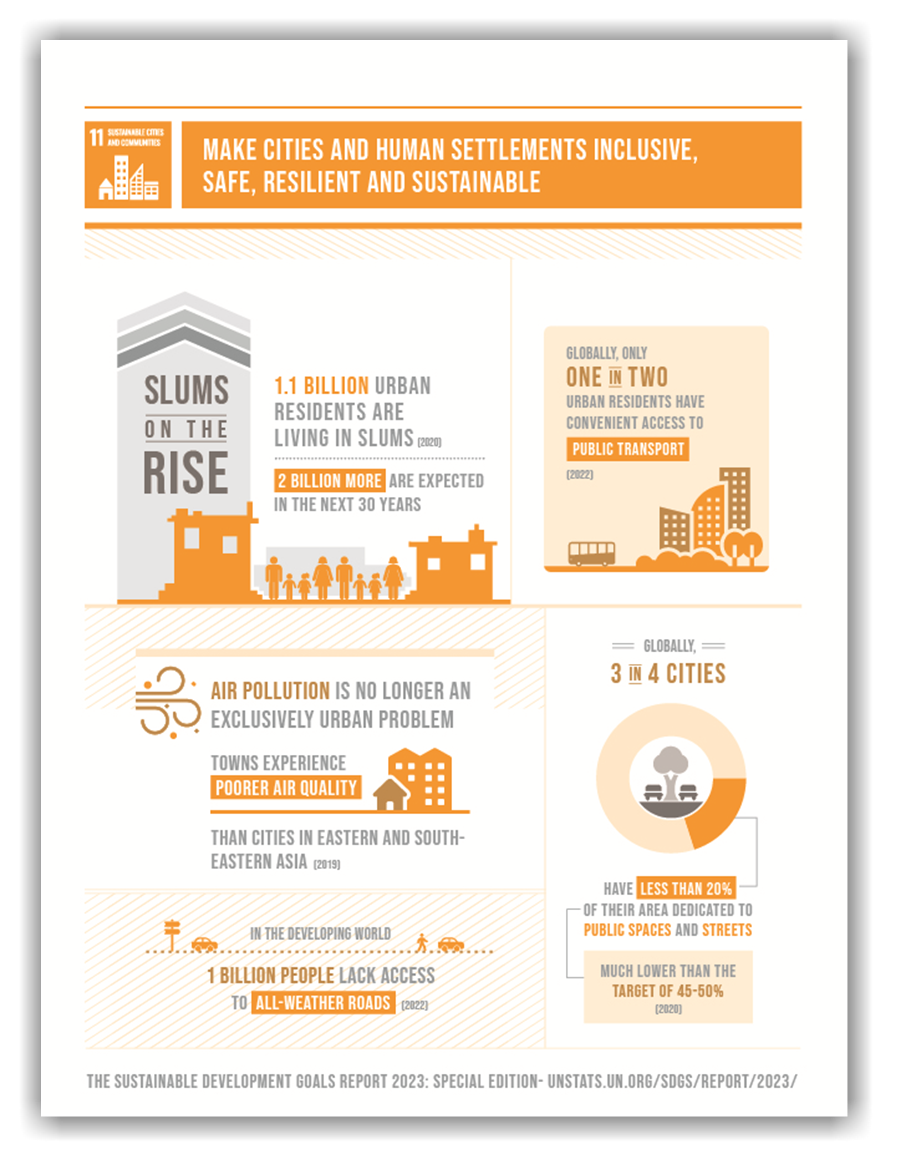 11 SUSTAINABLE CITIES
AND COMMUNITIES
MAKE CITIES AND HUMAN SETTLEMENTS INCLUSIVE,
SAFE, RESILIENT AND SUSTAINABLE
SLUMS
ON THE
RISE
1.1 BILLION URBAN
RESIDENTS ARE
LIVING IN SLUMS (2020)
2 BILLION MORE ARE EXPECTED
IN THE NEXT 30 YEARS
GLOBALLY, ONLY
ONE IN TWO
URBAN RESIDENTS HAVE
CONVENIENT ACCESS TO
PUBLIC TRANSPORT
(2022)
AIR POLLUTION IS NO LONGER AN
EXCLUSIVELY URBAN PROBLEM
TOWNS EXPERIENCE
POORER AIR QUALITY
THAN CITIES IN EASTERN AND SOUTH-
EASTERN ASIA (2019)
IN THE DEVELOPING WORLD
1 BILLION PEOPLE LACK ACCESS
TO ALL-WEATHER ROADS (2022)
GLOBALLY,
3 IN 4 CITIES
HAVE LESS THAN 20%
OF THEIR AREA DEDICATED TO
PUBLIC SPACES AND STREETS
MUCH LOWER THAN THE
TARGET OF 45-50%
(2020)
THE SUSTAINABLE DEVELOPMENT GOALS REPORT 2023: SPECIAL EDITION- UNSTATS.UN.ORG/SDGS/REPORT/2023/